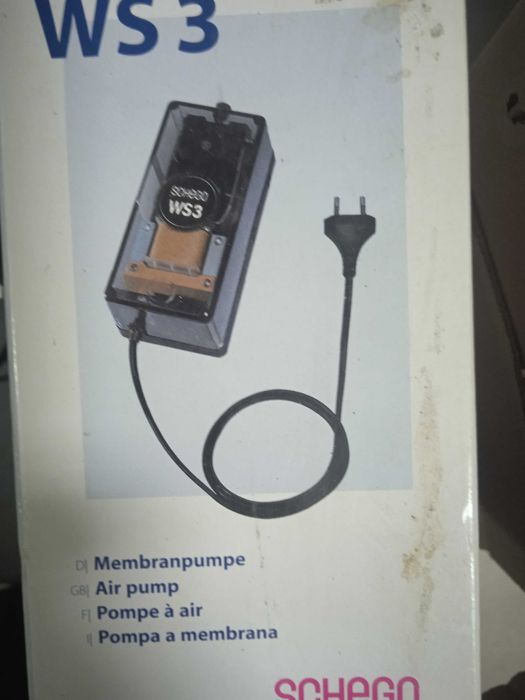 WS 3
SCHEGO
WS3
D| Membranpumpe
GB| Air pump
F| Pompe à air
I| Pompa a membrana
SCHEGO